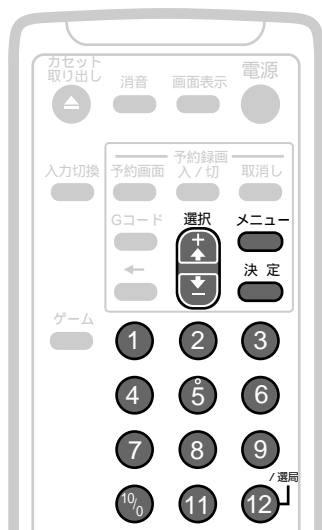 カセット
取り出し
消音
画面表示
電源
予約録画
入力切換
予約画面
入/切
取消し
Gコード
選択
メニュー
+
−
決 定
ゲーム
1
2
3
4
5
6
7
8
9
/選局
10/0
11
12